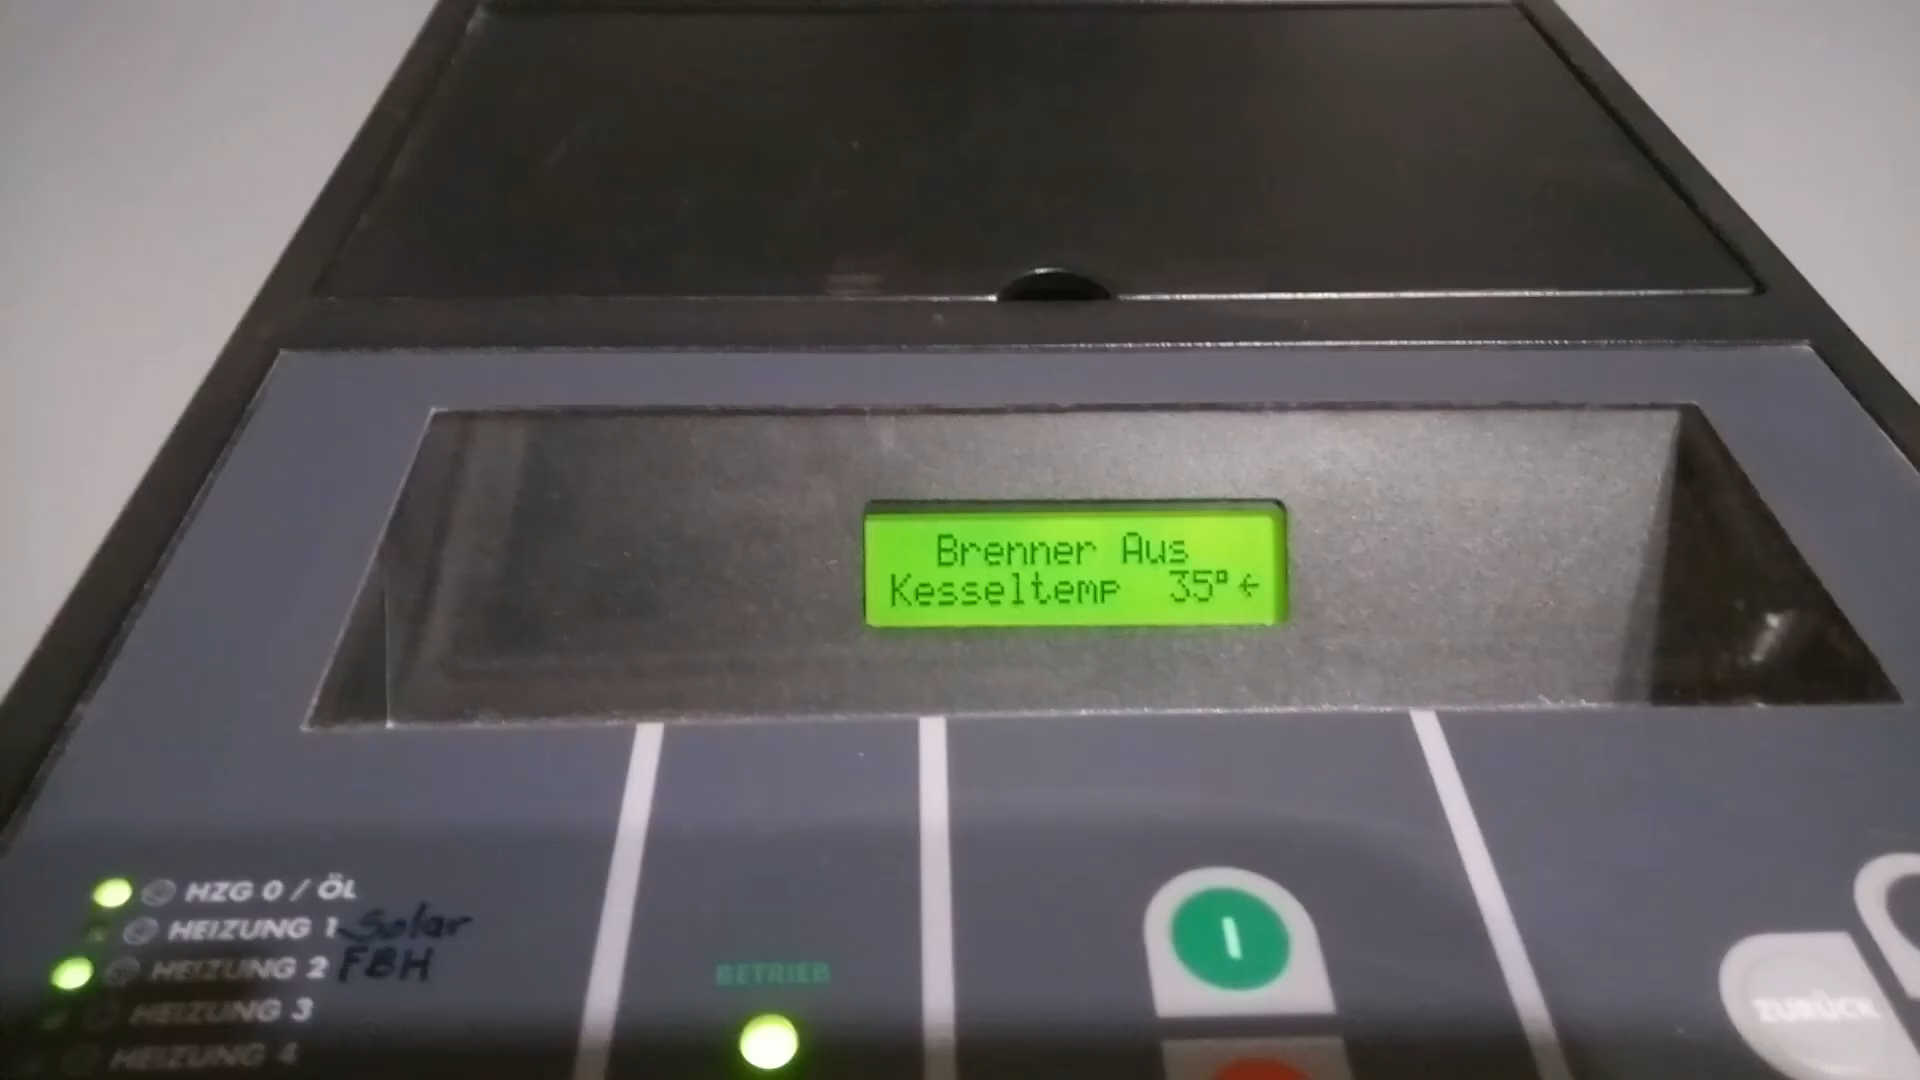 Brenner Aus
Kesseltemp 35°←
HZG 0 / ÖL
HEIZUNG 1 Solar
HEIZUNG 2 FBH
HEIZUNG 3
HEIZUNG 4
BETRIEB
I
ZURÜCK